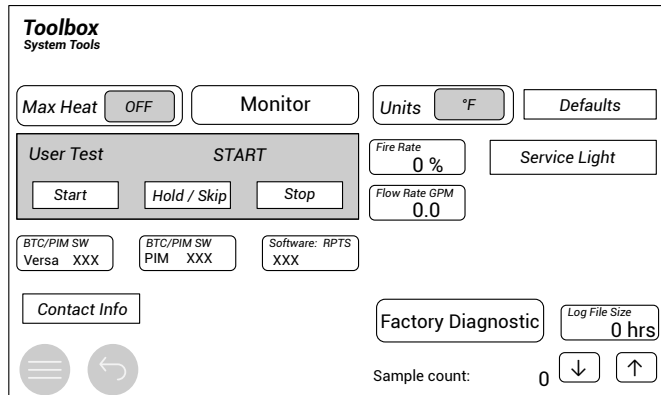 Toolbox
System Tools
Max Heat OFF
Monitor
Units °F
Defaults
User Test START
Start
Hold / Skip
Stop
Fire Rate
0 %
Service Light
Flow Rate GPM
0.0
BTC/PIM SW
Versa XXX
BTC/PIM SW
PIM XXX
Software: RPTS
XXX
Contact Info
Factory Diagnostic
Log File Size
0 hrs
Sample count: 0